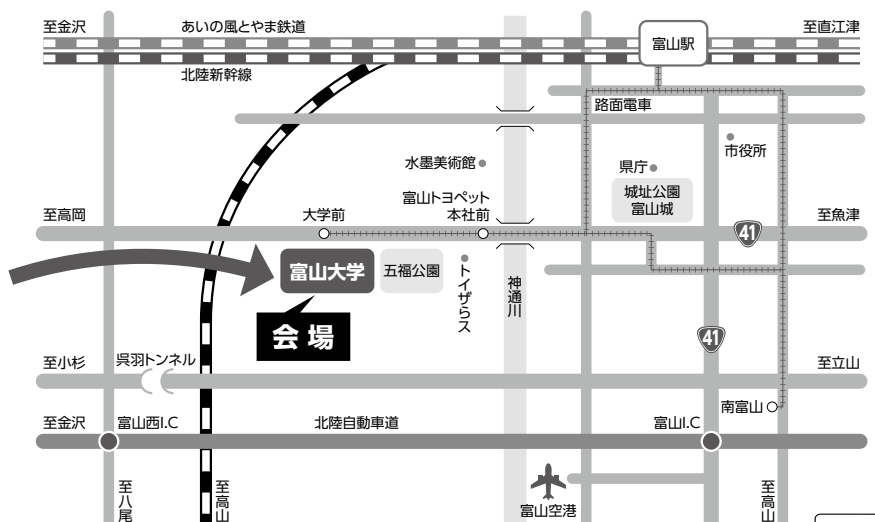 至金沢
あいの風とやま鉄道
富山駅
至直江津
北陸新幹線
路面電車
市役所
水墨美術館
県庁
城址公園
富山城
富山トヨペット
本社前
大学前
至高岡
至魚津
41
富山大学
五福公園
トイザらス
神通川
会場
41
至小杉
呉羽トンネル
至立山
南富山
至金沢
富山西I.C
北陸自動車道
富山I.C
至八尾
至高山
富山空港
至高山